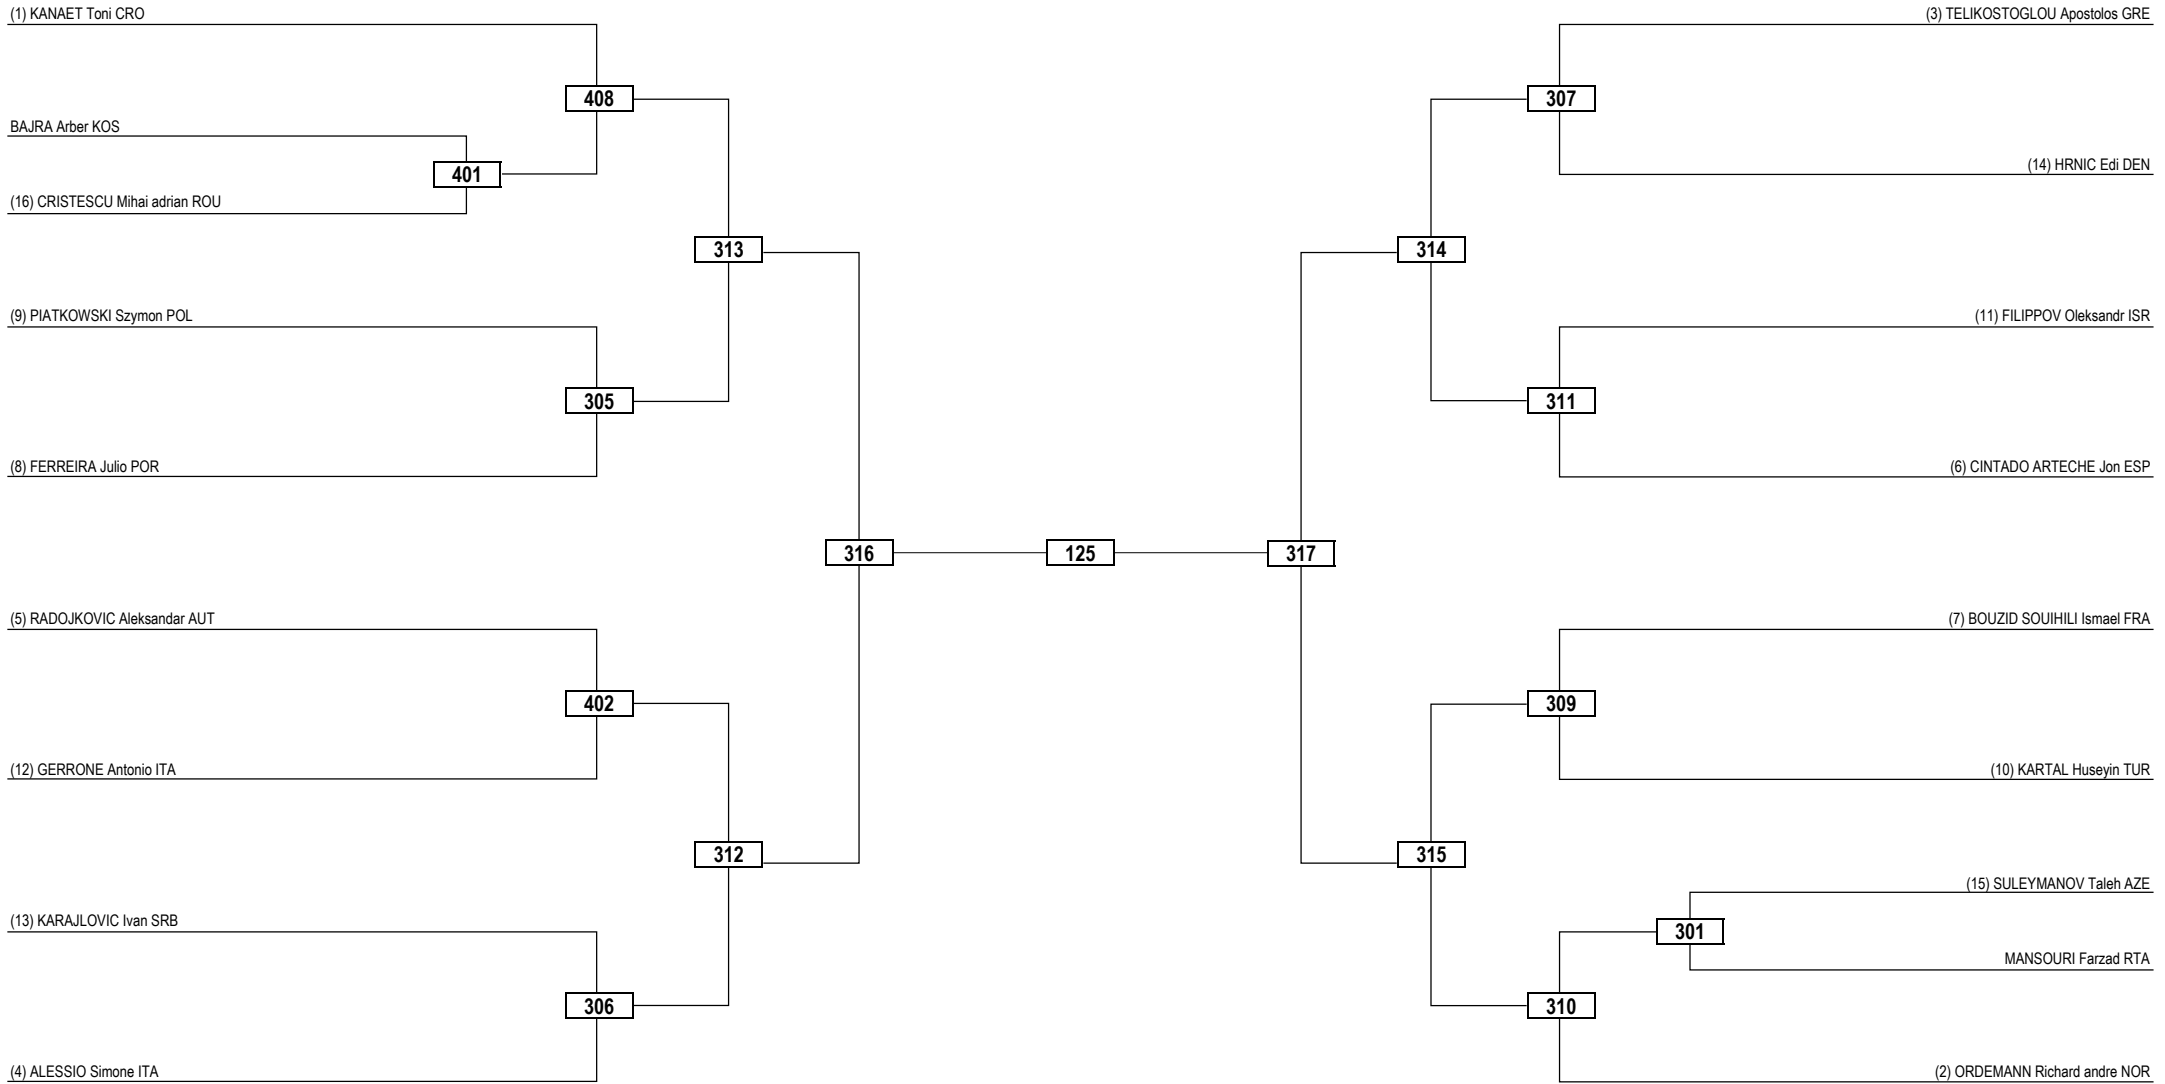 (1) KANAET Toni CRO
408
BAJRA Arber KOS
401
(16) CRISTESCU Mihai adrian ROU
313
(9) PIATKOWSKI Szymon POL
305
(8) FERREIRA Julio POR
316
(5) RADOJKOVIC Aleksandar AUT
402
(12) GERRONE Antonio ITA
312
(13) KARAJLOVIC Ivan SRB
306
(4) ALESSIO Simone ITA
125
(3) TELIKOSTOGLOU Apostolos GRE
307
(14) HRNIC Edi DEN
314
(11) FILIPPOV Oleksandr ISR
311
(6) CINTADO ARTECHE Jon ESP
317
(7) BOUZID SOUIHILI Ismael FRA
309
(10) KARTAL Huseyin TUR
315
(15) SULEYMANOV Taleh AZE
301
MANSOURI Farzad RTA
310
(2) ORDEMANN Richard andre NOR